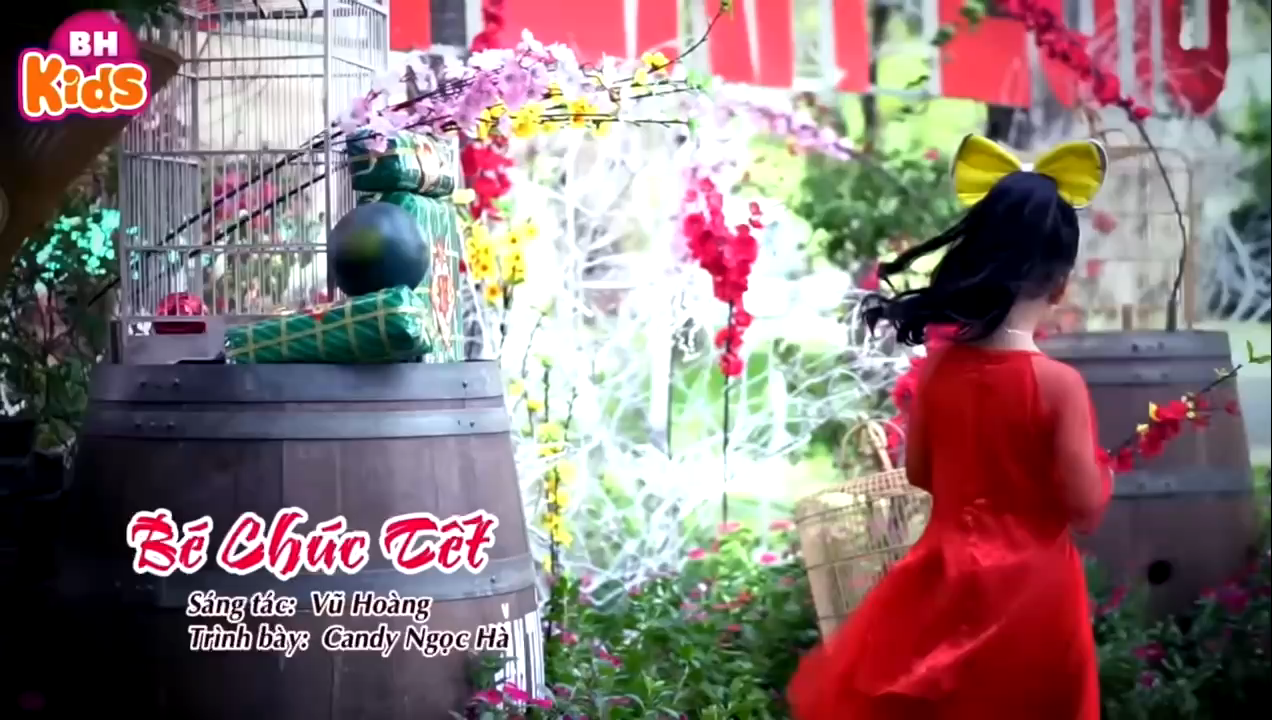 BH
Kids
Bé Chúc Tết
Sáng tác: Vũ Hoàng
Trình bày: Candy Ngọc Hà